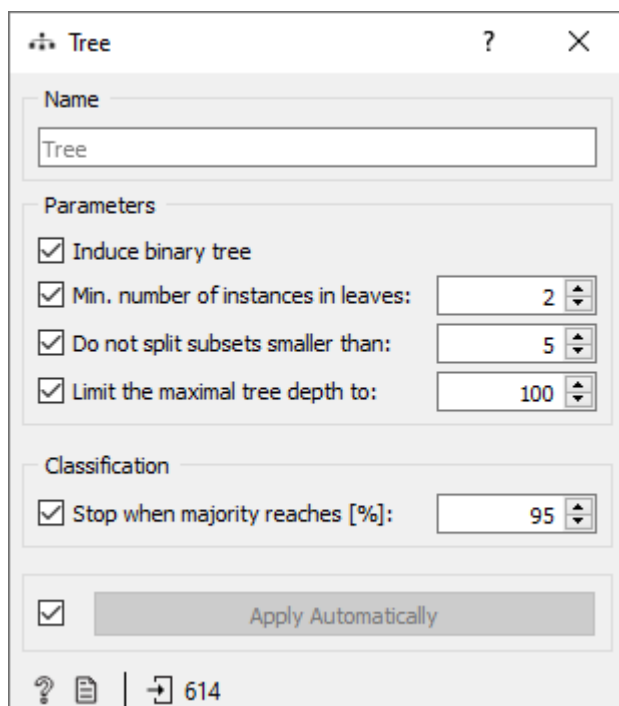 Tree ?
Name
Tree
Parameters
Induce binary tree
Min. number of instances in leaves: 2
Do not split subsets smaller than: 5
Limit the maximal tree depth to: 100
Classification
Stop when majority reaches [%]: 95
Apply Automatically
? 614